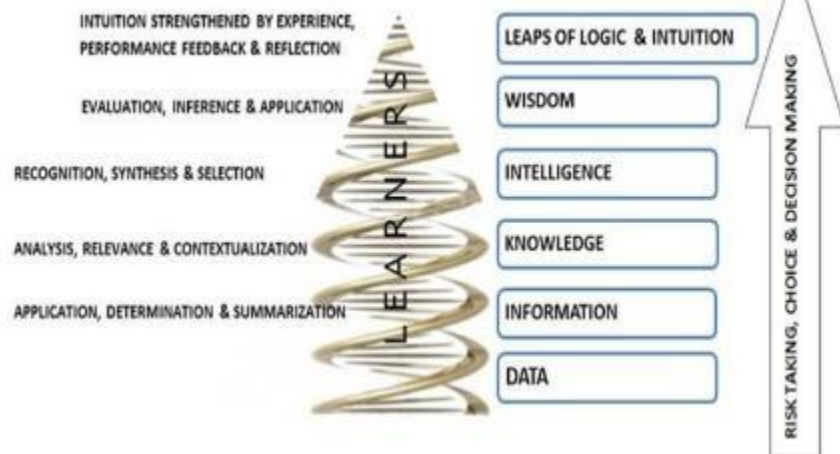 INTUITION STRENGTHENED BY EXPERIENCE,
PERFORMANCE FEEDBACK & REFLECTION
LEAPS OF LOGIC & INTUITION
EVALUATION, INFERENCE & APPLICATION
WISDOM
RECOGNITION, SYNTHESIS & SELECTION
INTELLIGENCE
ANALYSIS, RELEVANCE & CONTEXTUALIZATION
KNOWLEDGE
APPLICATION, DETERMINATION & SUMMARIZATION
INFORMATION
DATA
LEARNERS
RISK TAKING, CHOICE & DECISION MAKING